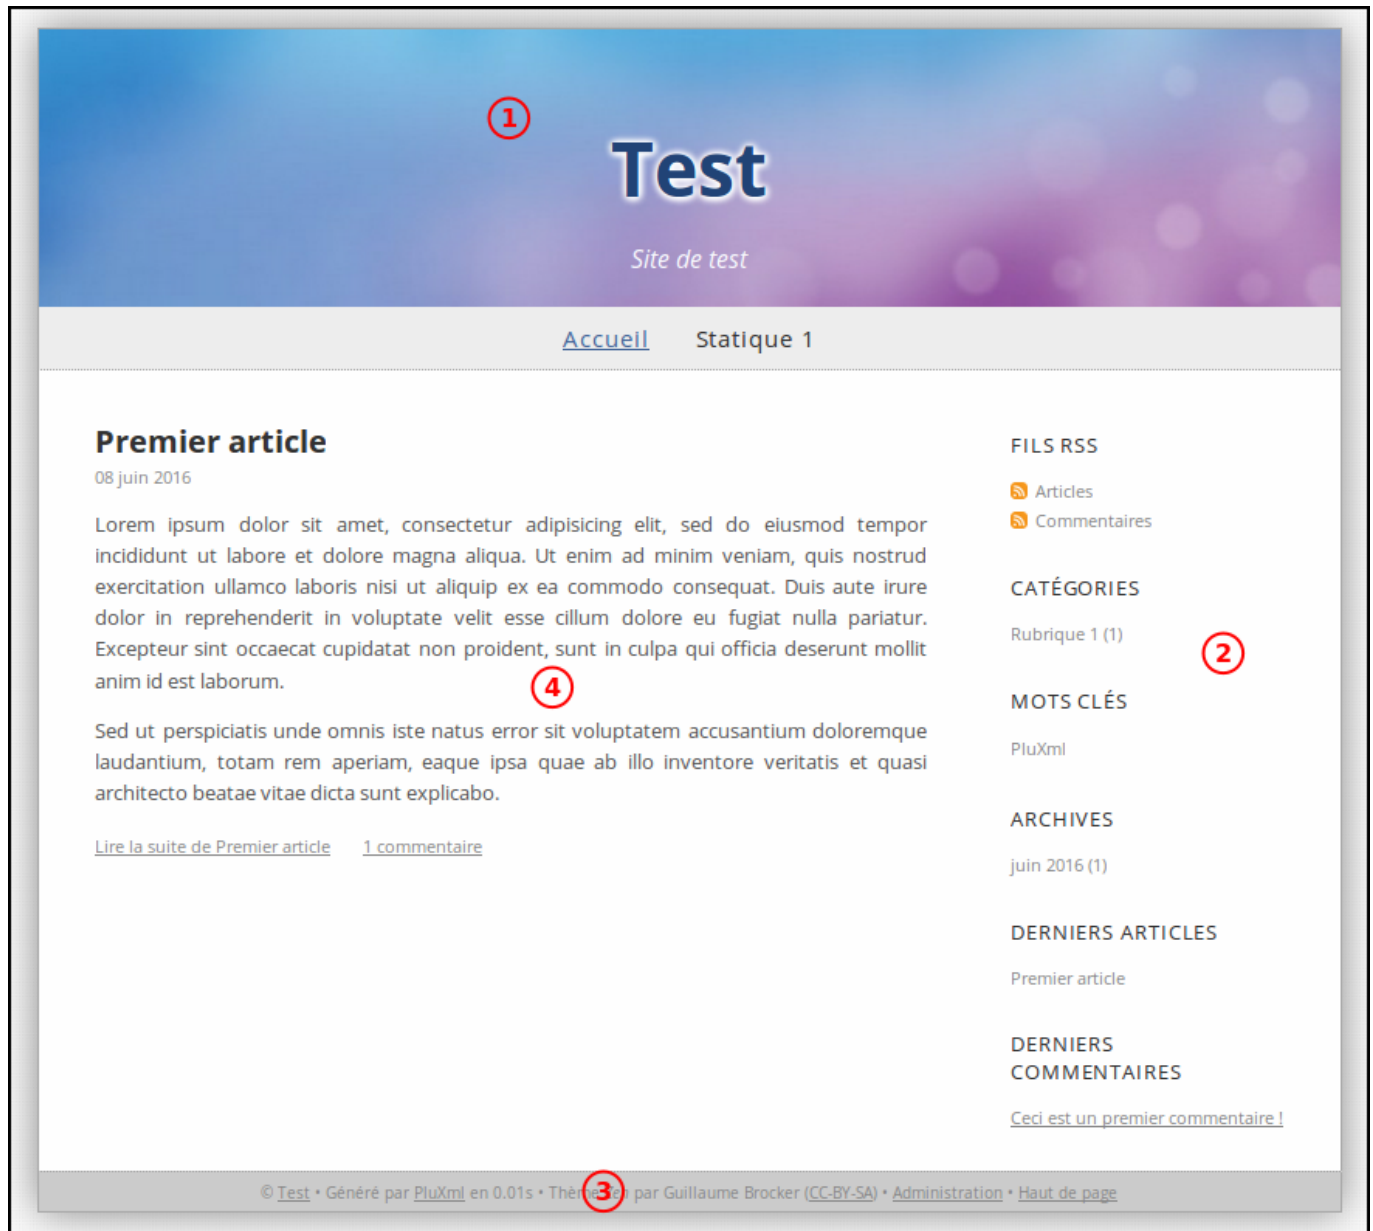 1
Test
Site de test
Accueil Statique 1
Premier article
08 juin 2016
Lorem ipsum dolor sit amet, consectetur adipisicing elit, sed do eiusmod tempor
incididunt ut labore et dolore magna aliqua. Ut enim ad minim veniam, quis nostrud
exercitation ullamco laboris nisi ut aliquip ex ea commodo consequat. Duis aute irure
dolor in reprehenderit in voluptate velit esse cillum dolore eu fugiat nulla pariatur.
Excepteur sint occaecat cupidatat non proident, sunt in culpa qui officia deserunt mollit
anim id est laborum.
4
Sed ut perspiciatis unde omnis iste natus error sit voluptatem accusantium doloremque
laudantium, totam rem aperiam, eaque ipsa quae ab illo inventore veritatis et quasi
architecto beatae vitae dicta sunt explicabo.
Lire la suite de Premier article 1 commentaire
FILS RSS
Articles
Commentaires
CATÉGORIES
Rubrique 1 (1)
2
MOTS CLÉS
PluXml
ARCHIVES
juin 2016 (1)
DERNIERS ARTICLES
Premier article
DERNIERS
COMMENTAIRES
Ceci est un premier commentaire !
© Test • Généré par PluXml en 0.01s • Thème 3 par Guillaume Brocker (CC-BY-SA) • Administration • Haut de page